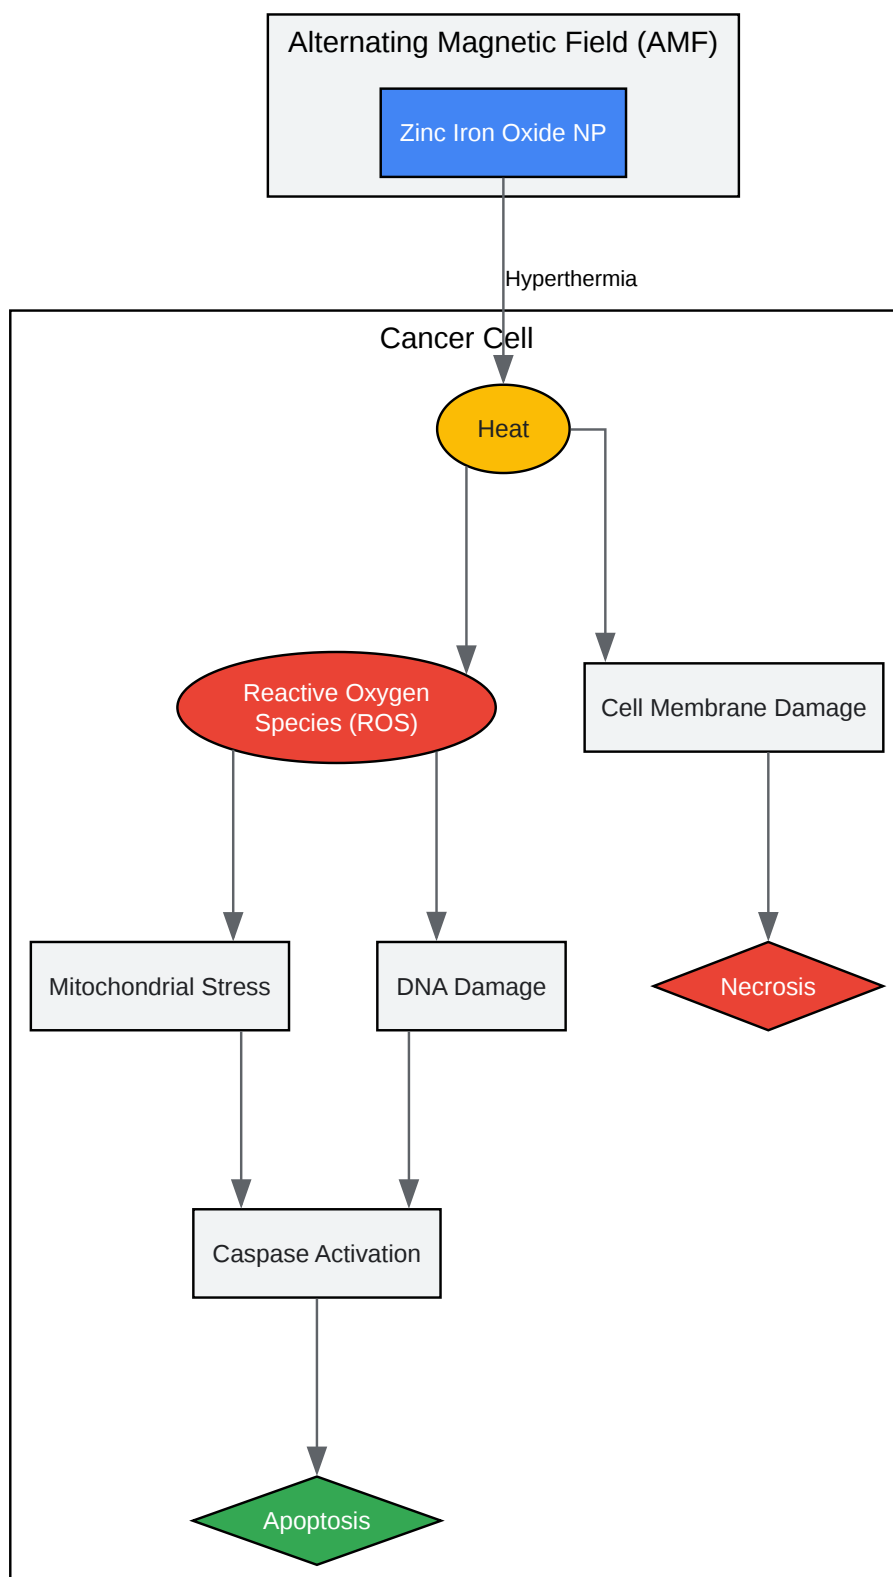 Alternating Magnetic Field (AMF)
Zinc Iron Oxide NP
Hyperthermia
Cancer Cell
Heat
Reactive Oxygen
Species (ROS)
Cell Membrane Damage
Mitochondrial Stress
DNA Damage
Necrosis
Caspase Activation
Apoptosis